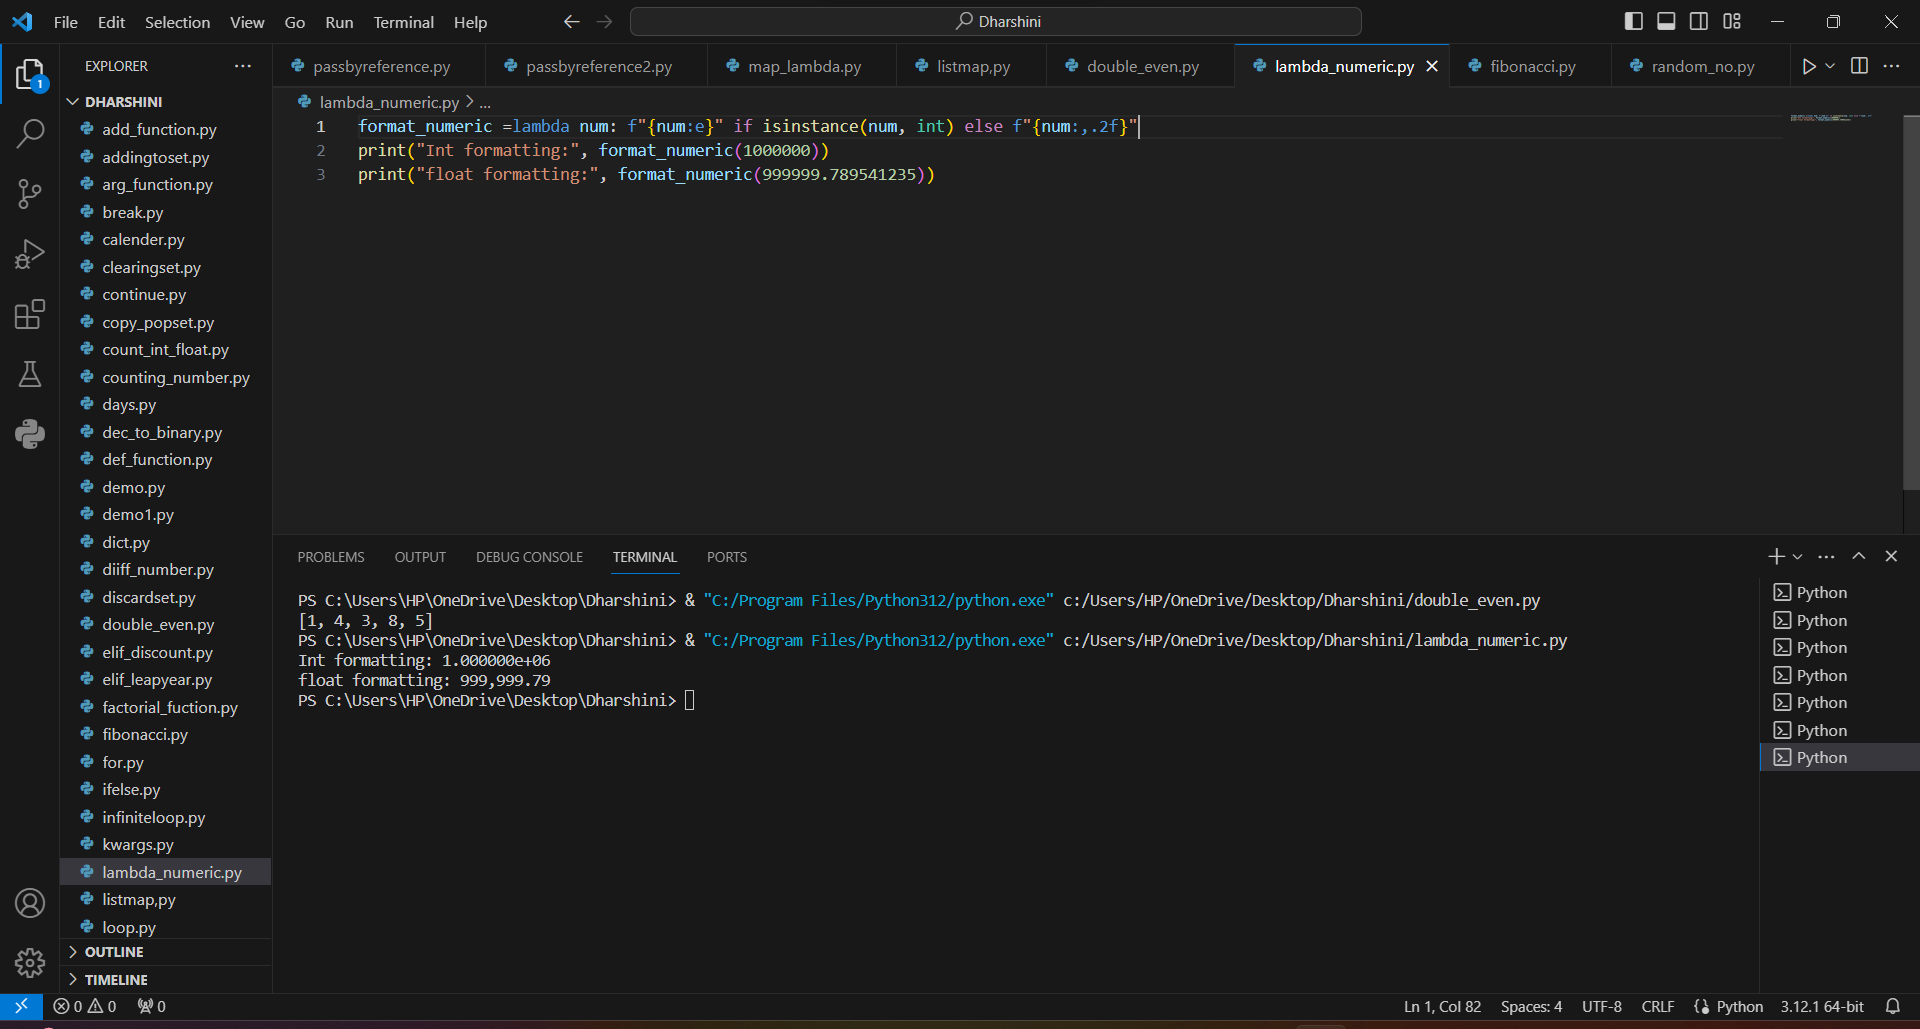 File Edit Selection View Go Run Terminal Help
Dharshini
EXPLORER
passbyreference.py passbyreference2.py map_lambda.py listmap,py double_even.py lambda_numeric.py fibonacci.py random_no.py
1
DHARSHINI
add_function.py
addingtoset.py
arg_function.py
break.py
calender.py
clearingset.py
continue.py
copy_popset.py
count_int_float.py
counting_number.py
days.py
dec_to_binary.py
def_function.py
demo.py
demo1.py
dict.py
diiff_number.py
discardset.py
double_even.py
elif_discount.py
elif_leapyear.py
factorial_fuction.py
fibonacci.py
for.py
ifelse.py
infiniteloop.py
kwargs.py
lambda_numeric.py
listmap,py
loop.py
OUTLINE
TIMELINE
lambda_numeric.py > ...
1 format_numeric =lambda num: f"{num:e}" if isinstance(num, int) else f"{num:,.2f}"
2 print("Int formatting:", format_numeric(1000000))
3 print("float formatting:", format_numeric(999999.789541235))
PROBLEMS OUTPUT DEBUG CONSOLE TERMINAL PORTS
PS C:\Users\HP\OneDrive\Desktop\Dharshini> & "C:/Program Files/Python312/python.exe" c:/Users/HP/OneDrive/Desktop/Dharshini/double_even.py
[1, 4, 3, 8, 5]
PS C:\Users\HP\OneDrive\Desktop\Dharshini> & "C:/Program Files/Python312/python.exe" c:/Users/HP/OneDrive/Desktop/Dharshini/lambda_numeric.py
Int formatting: 1.000000e+06
float formatting: 999,999.79
PS C:\Users\HP\OneDrive\Desktop\Dharshini>
Python
Python
Python
Python
Python
Python
Python
0 0 0
Ln 1, Col 82 Spaces: 4 UTF-8 CRLF Python 3.12.1 64-bit